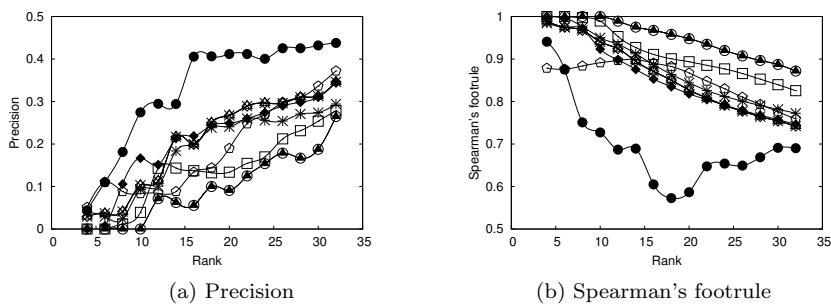 0.5
0.4
0.3
0.2
0.1
0
Precision
0 5 10 15 20 25 30 35
Rank
(a) Precision
1
0.9
0.8
0.7
0.6
0.5
Spearman's footrule
0 5 10 15 20 25 30 35
Rank
(b) Spearman's footrule